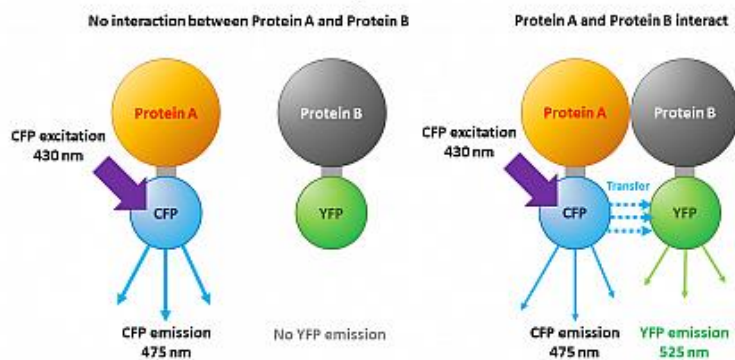 No interaction between Protein A and Protein B
Protein A
Protein B
CFP excitation
430 nm
CFP
YFP
CFP emission
475 nm
No YFP emission
Protein A and Protein B interact
Protein A
Protein B
CFP excitation
430 nm
Transfer
CFP
YFP
CFP emission
475 nm
YFP emission
525 nm